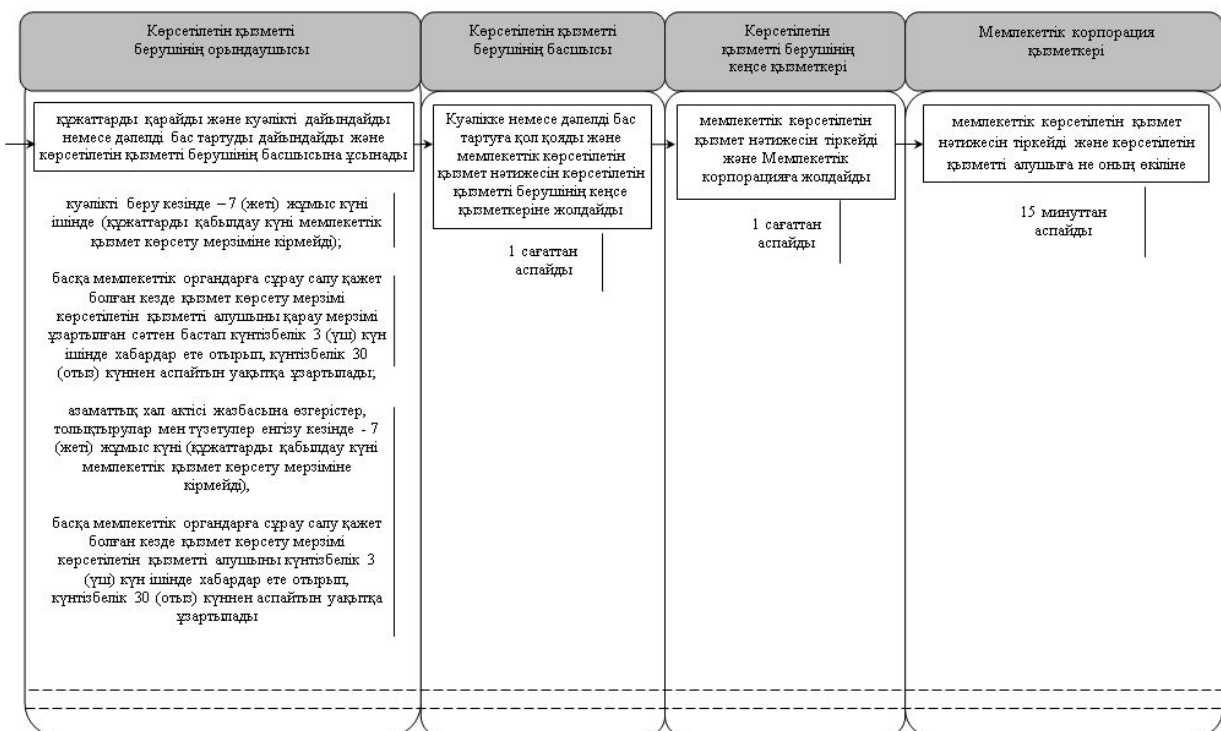 Көрсетілетін қызметті
берушінің орындаушысы
Көрсетілетін қызметті
берушінің басшысы
Көрсетілетін
қызметті берушінің
кеңсе қызметкері
Мемлекеттік корпорация
қызметкері
құжаттарды қарайды және куәлікті дайындайды
немесе дәлелді бас тартуды дайындайды және
көрсетілетін қызметті берушінің басшысына ұсынады
Куәлікке немесе дәлелді бас
тартуға қол қояды және
мемлекеттік көрсетілетін
қызмет нәтижесін көрсетілетін
қызметті берушінің кеңсе
қызметкеріне жолдайды
мемлекеттік көрсетілетін
қызмет нәтижесін тіркейді
және Мемлекеттік
корпорацияға жолдайды
мемлекеттік көрсетілетін қызмет
нәтижесін тіркейді және көрсетілетін
қызметті алушыға не оның өкіліне
куәлікті беру кезінде – 7 (жеті) жұмыс күні
ішінде (құжаттарды қабылдау күні мемлекеттік
қызмет көрсету мерзіміне кірмейді);
1 сағаттан
аспайды
1 сағаттан
аспайды
15 минуттан
аспайды
басқа мемлекеттік органдарға сұрау салу қажет
болған кезде қызмет көрсету мерзімі
көрсетілетін қызметті алушыны қарау мерзімі
ұзартылған сәттен бастап күнтізбелік 3 (үш) күн
ішінде хабардар ете отырып, күнтізбелік 30
(отыз) күннен аспайтын уақытқа ұзартылады;
азаматтық хал актісі жазбасына өзгерістер,
толықтырулар мен түзетулер енгізу кезінде - 7
(жеті) жұмыс күні (құжаттарды қабылдау күні
мемлекеттік қызмет көрсету мерзіміне
кірмейді),
басқа мемлекеттік органдарға сұрау салу қажет
болған кезде қызмет көрсету мерзімі
көрсетілетін қызметті алушыны күнтізбелік 3
(үш) күн ішінде хабардар ете отырып,
күнтізбелік 30 (отыз) күннен аспайтын уақытқа
ұзартылады